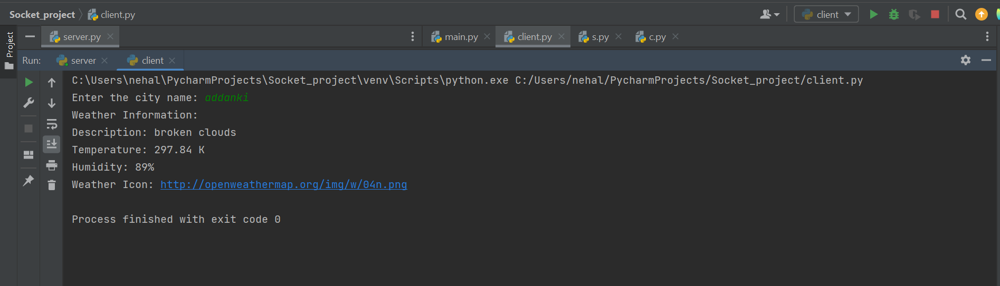 Socket_project client.py
client
Project
server.py
main.py client.py s.py c.py
Run: server client
C:\Users\nehal\PycharmProjects\Socket_project\venv\Scripts\python.exe C:/Users/nehal/PycharmProjects/Socket_project/client.py
Enter the city name: addanki
Weather Information:
Description: broken clouds
Temperature: 297.84 K
Humidity: 89%
Weather Icon: http://openweathermap.org/img/w/04n.png
Process finished with exit code 0